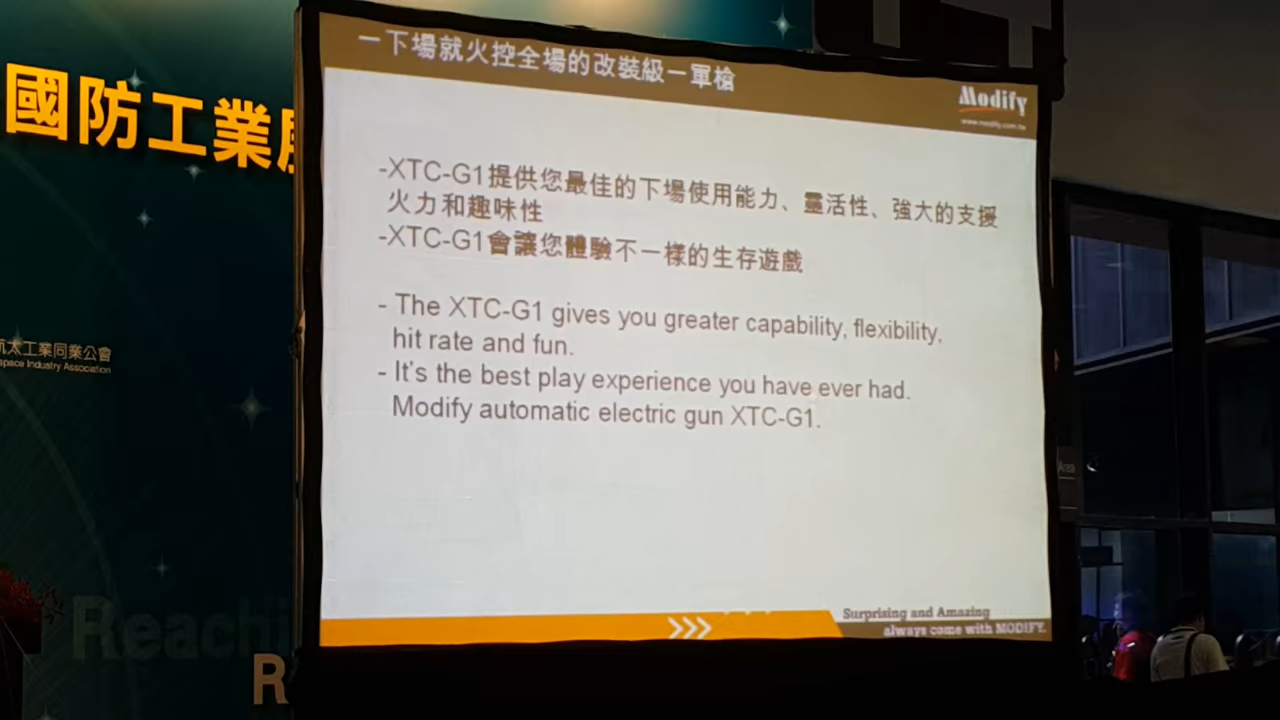 國防工業
航太工業同業公會
space Industry Association
Reachi
R
一下場就火控全場的改裝級一軍槍
Modify
www.modify.com.tw
-XTC-G1提供您最佳的下場使用能力、靈活性、強大的支援
火力和趣味性
-XTC-G1會讓您體驗不一樣的生存遊戲
- The XTC-G1 gives you greater capability, flexibility,
hit rate and fun.
- It's the best play experience you have ever had.
Modify automatic electric gun XTC-G1.
Surprising and Amazing
always come with MODIFY.
Area